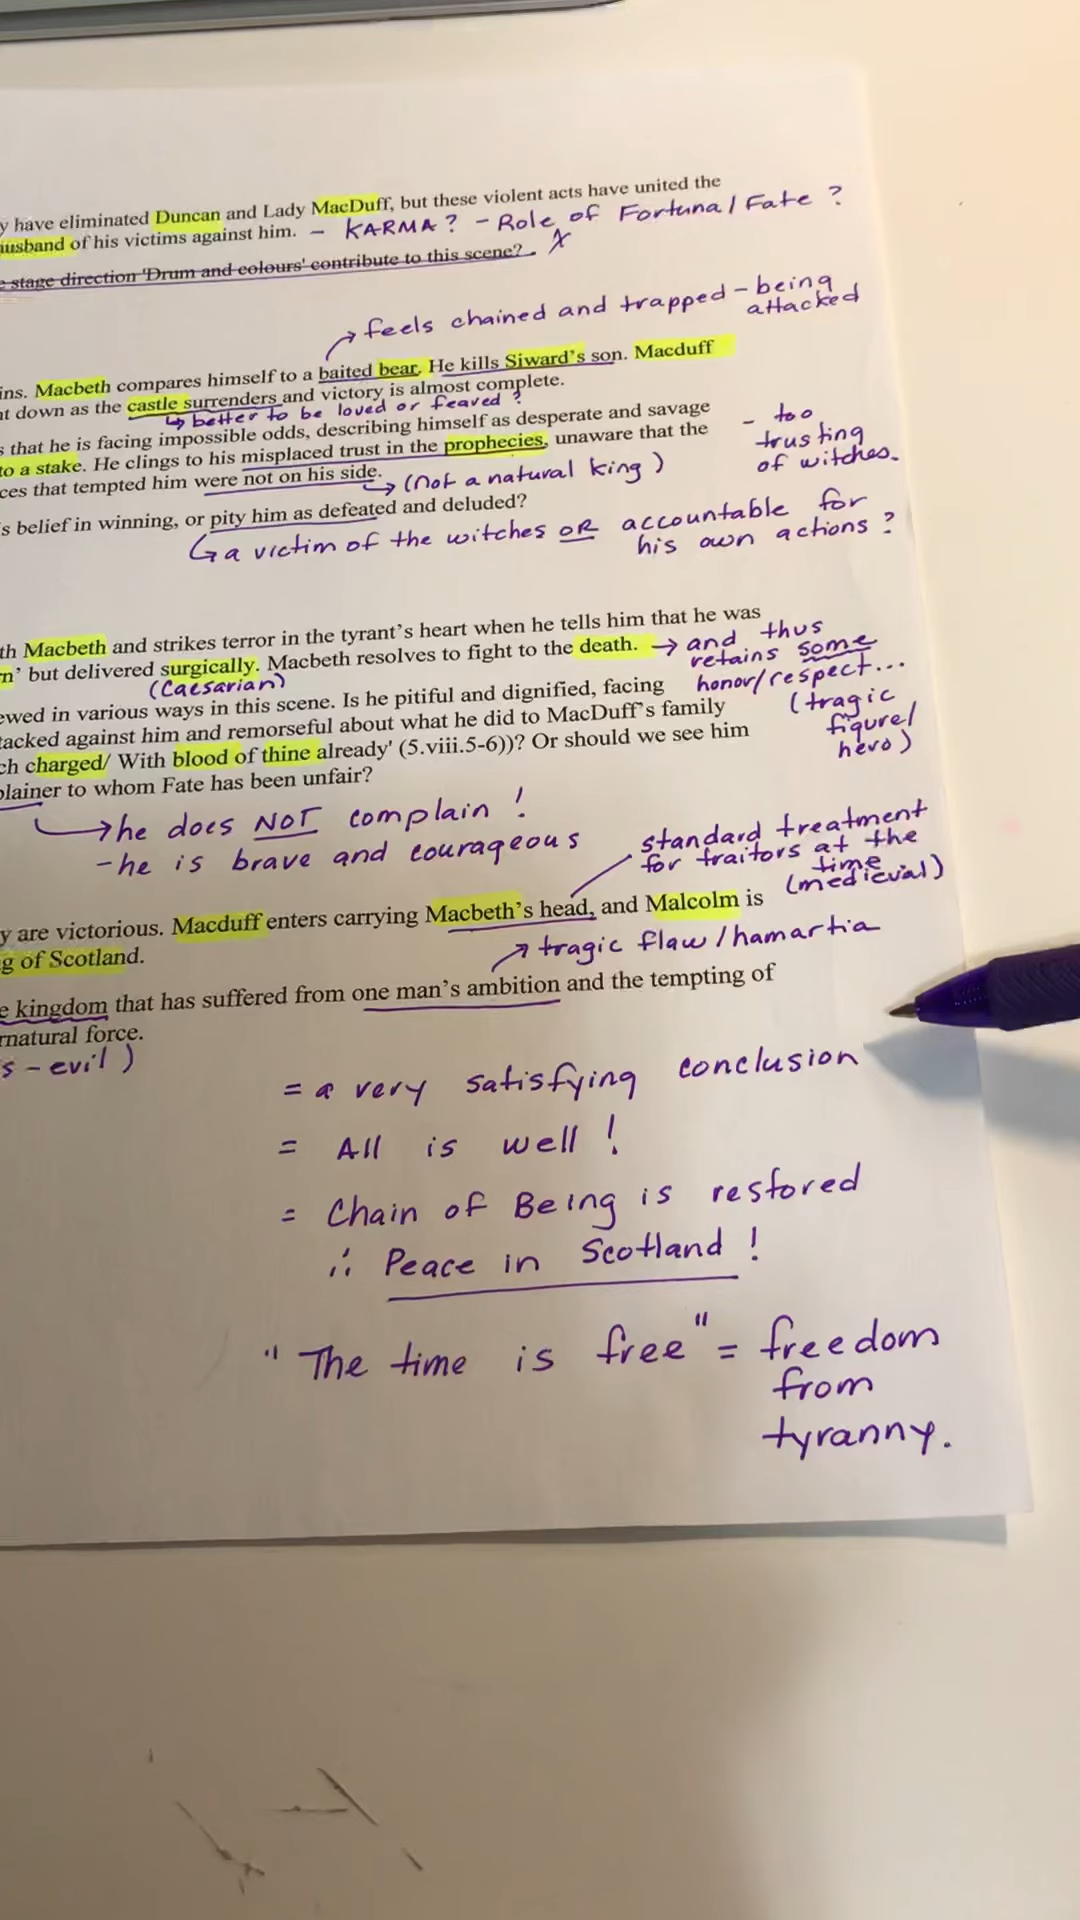 y have eliminated Duncan and Lady MacDuff, but these violent acts have united the
husband of his victims against him. - KARMA? - Role of Fortuna/Fate?
e stage direction 'Drum and colours' contribute to this scene? X
feels chained and trapped - being
attacked
ins. Macbeth compares himself to a baited bear. He kills Siward's son. Macduff
nt down as the castle surrenders and victory is almost complete.
better to be loved or feared?
s that he is facing impossible odds, describing himself as desperate and savage
to a stake. He clings to his misplaced trust in the prophecies, unaware that the
ces that tempted him were not on his side.
(not a natural king)
- too
trusting
of witches.
s belief in winning, or pity him as defeated and deluded?
a victim of the witches OR accountable for
his own actions?
th Macbeth and strikes terror in the tyrant's heart when he tells him that he was
n' but delivered surgically. Macbeth resolves to fight to the death. → and thus
retains some
honor/respect...
(tragic
figure/
hero)
(Caesarian)
ewed in various ways in this scene. Is he pitiful and dignified, facing
tacked against him and remorseful about what he did to MacDuff's family
ch charged/ With blood of thine already' (5.viii.5-6))? Or should we see him
plainer to whom Fate has been unfair?
he does NOT complain!
- he is brave and courageous
standard treatment
for traitors at the
time
(medieval)
y are victorious. Macduff enters carrying Macbeth's head, and Malcolm is
g of Scotland.
tragic flaw/hamartia
e kingdom that has suffered from one man's ambition and the tempting of
rnatural force.
s - evil)
= a very satisfying conclusion
= All is well!
= Chain of Being is restored
∴ Peace in Scotland!
"The time is free" = freedom
from
tyranny.